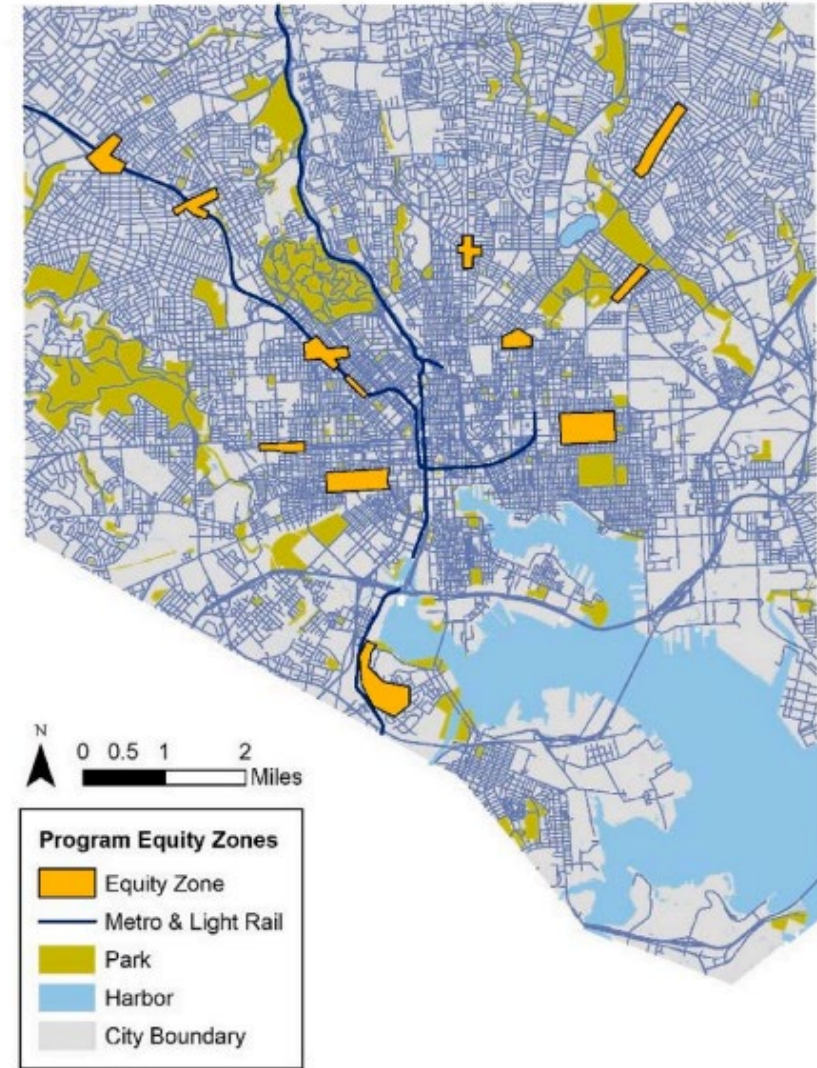 N
0 0.5 1 2
Miles
Program Equity Zones
Equity Zone
Metro & Light Rail
Park
Harbor
City Boundary